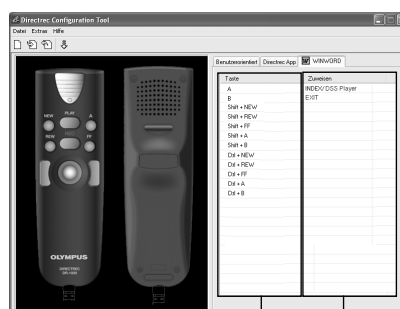 Directrec Configuration Tool
Datei Extras Hilfe
Benutzerorientiert Directrec App WINWORD
Taste Zuweisen
A INDEX/DSS Player
B EXIT
Shift + NEW
Shift + REW
Shift + FF
Shift + A
Shift + B
Ctrl + NEW
Ctrl + REW
Ctrl + FF
Ctrl + A
Ctrl + B
NEW PLAY A
REW FF
OLYMPUS
DIRECTREC